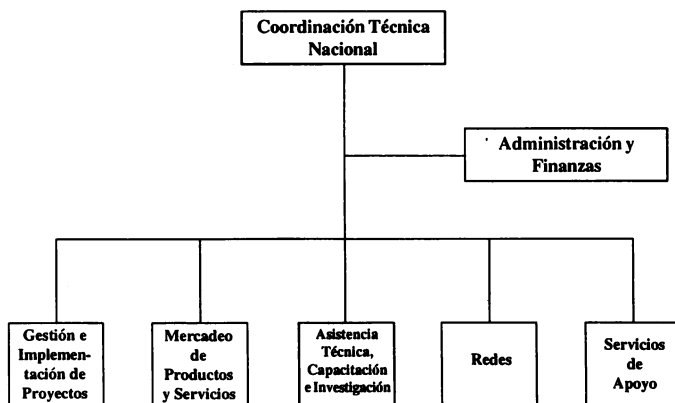 Coordinación Técnica
Nacional
Administración y
Finanzas
Gestión e
Implemen-
tación de
Proyectos
Mercadeo
de
Productos
y Servicios
Asistencia
Técnica,
Capacitación
e Investigación
Redes
Servicios
de
Apoyo